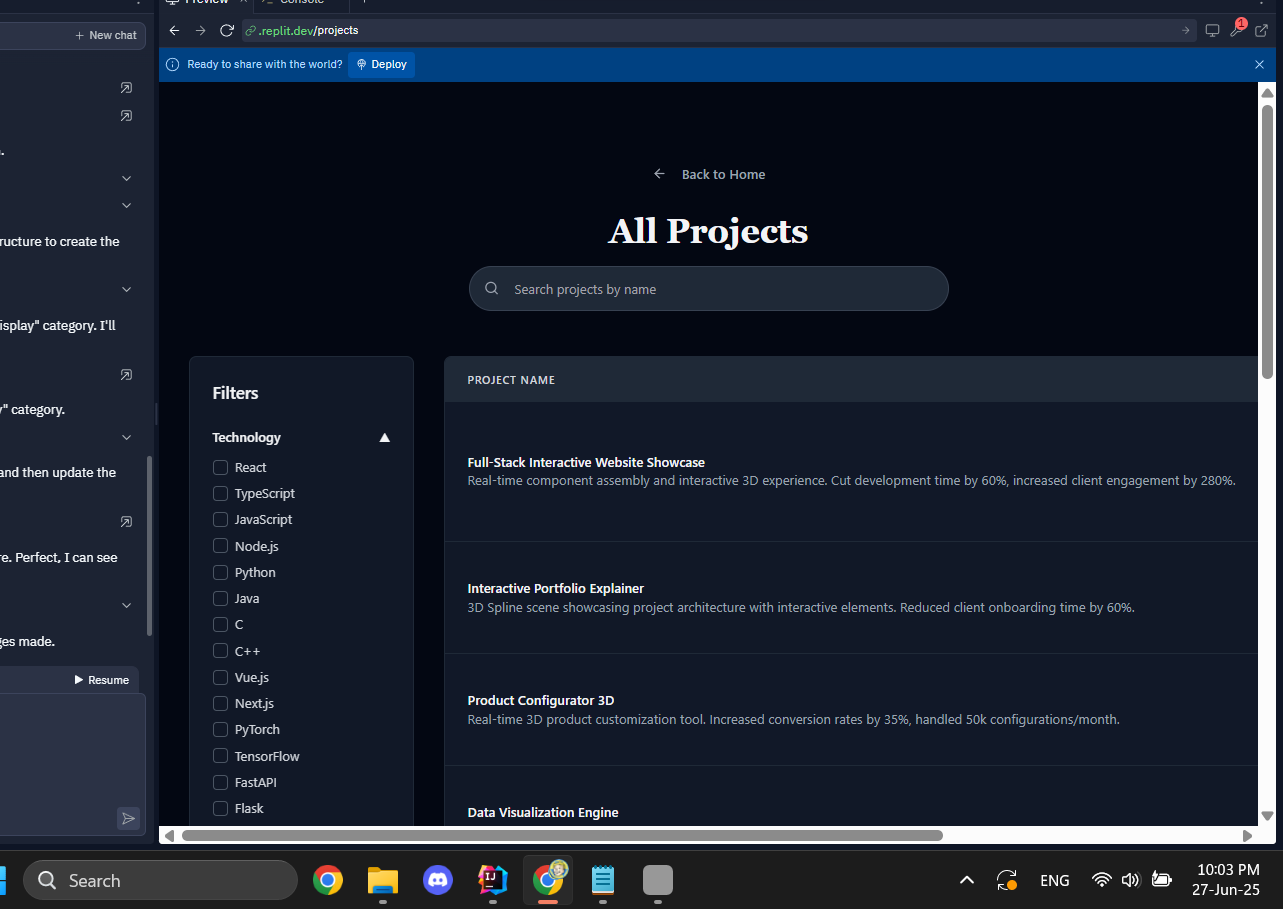 Preview
Console
New chat
.replit.dev/projects
1
Ready to share with the world?
Deploy
ructure to create the
isplay" category. I'll
y" category.
and then update the
re. Perfect, I can see
ges made.
Resume
Back to Home
All Projects
Search projects by name
Filters
Technology
React
TypeScript
JavaScript
Node.js
Python
Java
C
C++
Vue.js
Next.js
PyTorch
TensorFlow
FastAPI
Flask
PROJECT NAME
Full-Stack Interactive Website Showcase
Real-time component assembly and interactive 3D experience. Cut development time by 60%, increased client engagement by 280%.
Interactive Portfolio Explainer
3D Spline scene showcasing project architecture with interactive elements. Reduced client onboarding time by 60%.
Product Configurator 3D
Real-time 3D product customization tool. Increased conversion rates by 35%, handled 50k configurations/month.
Data Visualization Engine
Search
IJ
ENG
10:03 PM
27-Jun-25